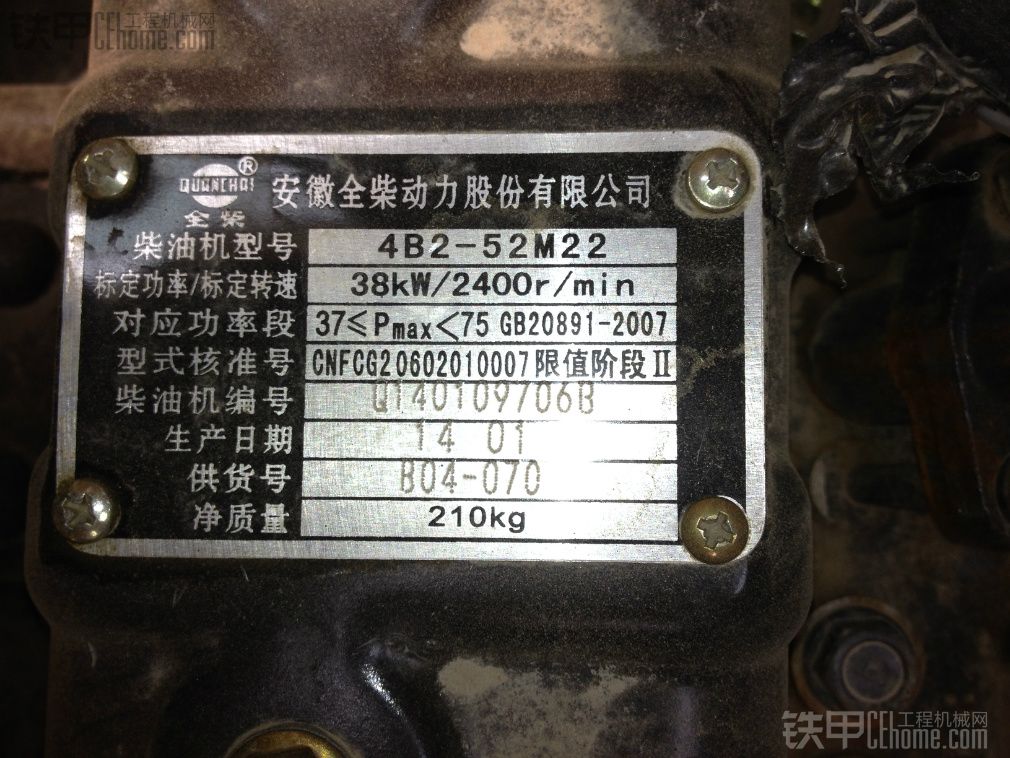 铁甲工程机械网
CEhome.com
®
QUANCHAI
全柴
安徽全柴动力股份有限公司
柴油机型号 4B2-52M22
标定功率/标定转速 38kW/2400r/min
对应功率段 37≤Pmax<75 GB20891-2007
型式核准号 CNFCG20602010007限值阶段Ⅱ
柴油机编号 Q140109706B
生产日期 14 01
供货号 B04-070
净质量 210kg
铁甲工程机械网
CEhome.com